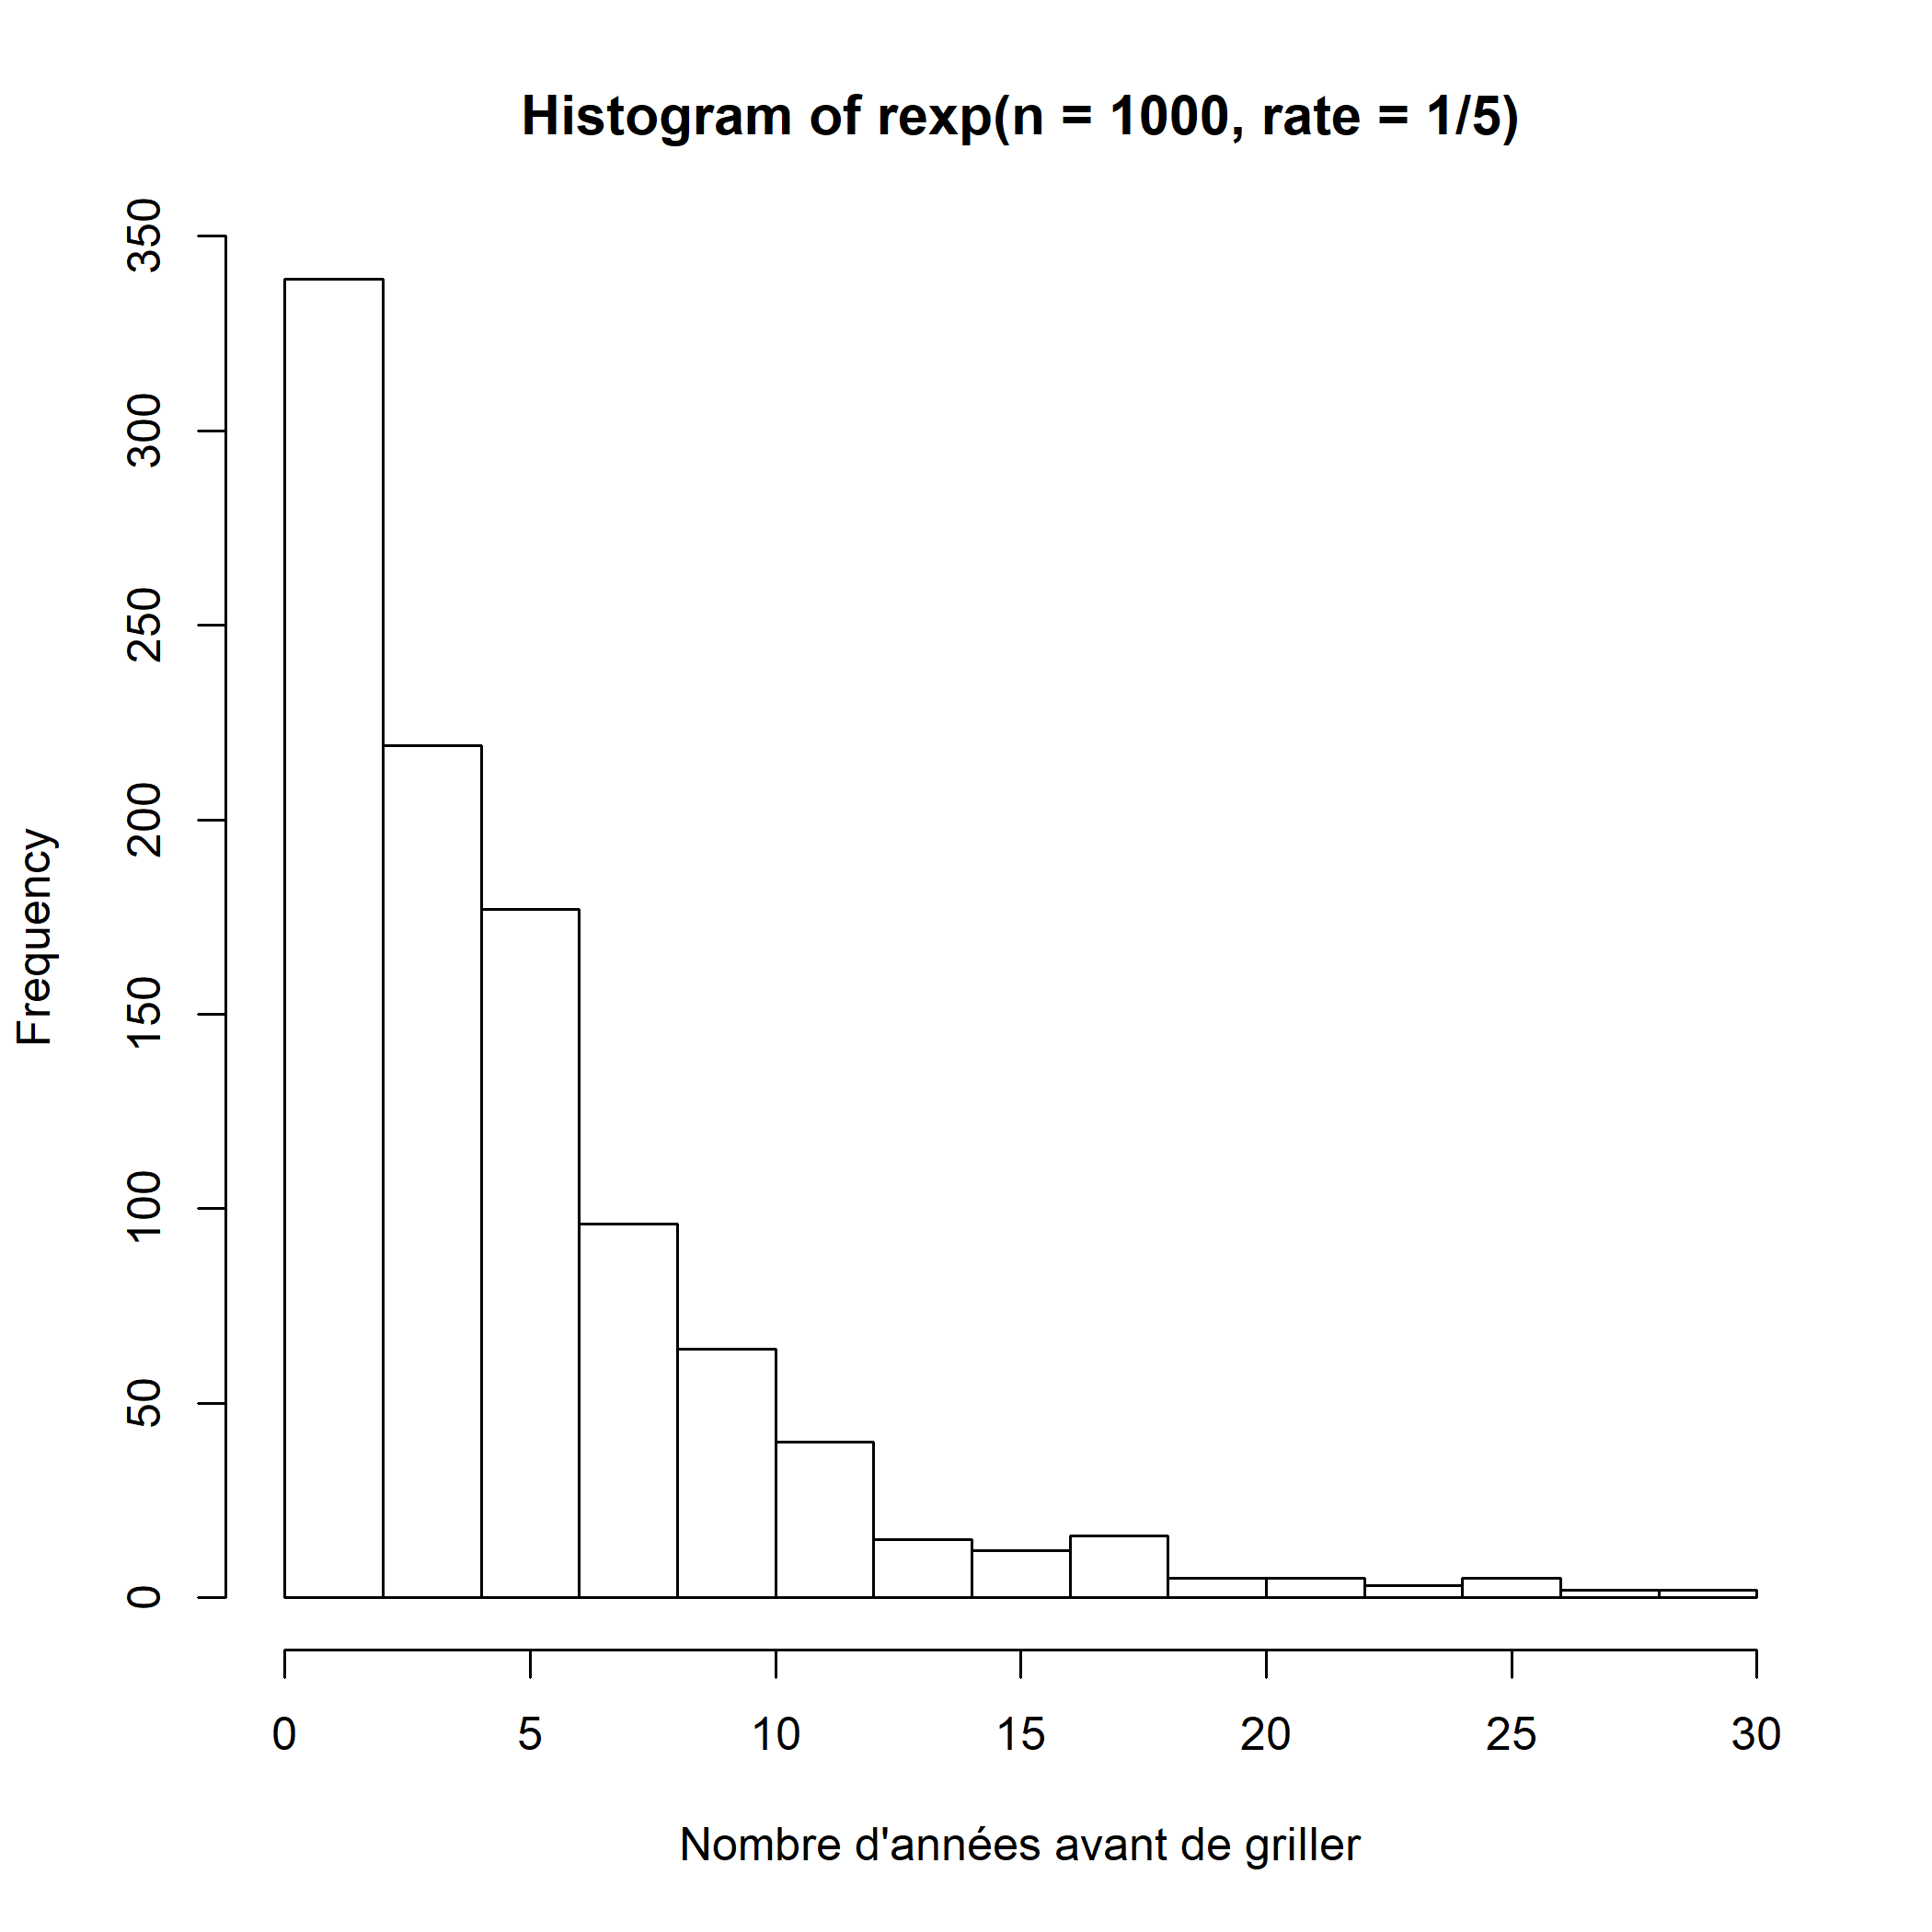 Histogram of rexp(n = 1000, rate = 1/5)
Frequency
350
300
250
200
150
100
50
0
0 5 10 15 20 25 30
Nombre d'années avant de griller